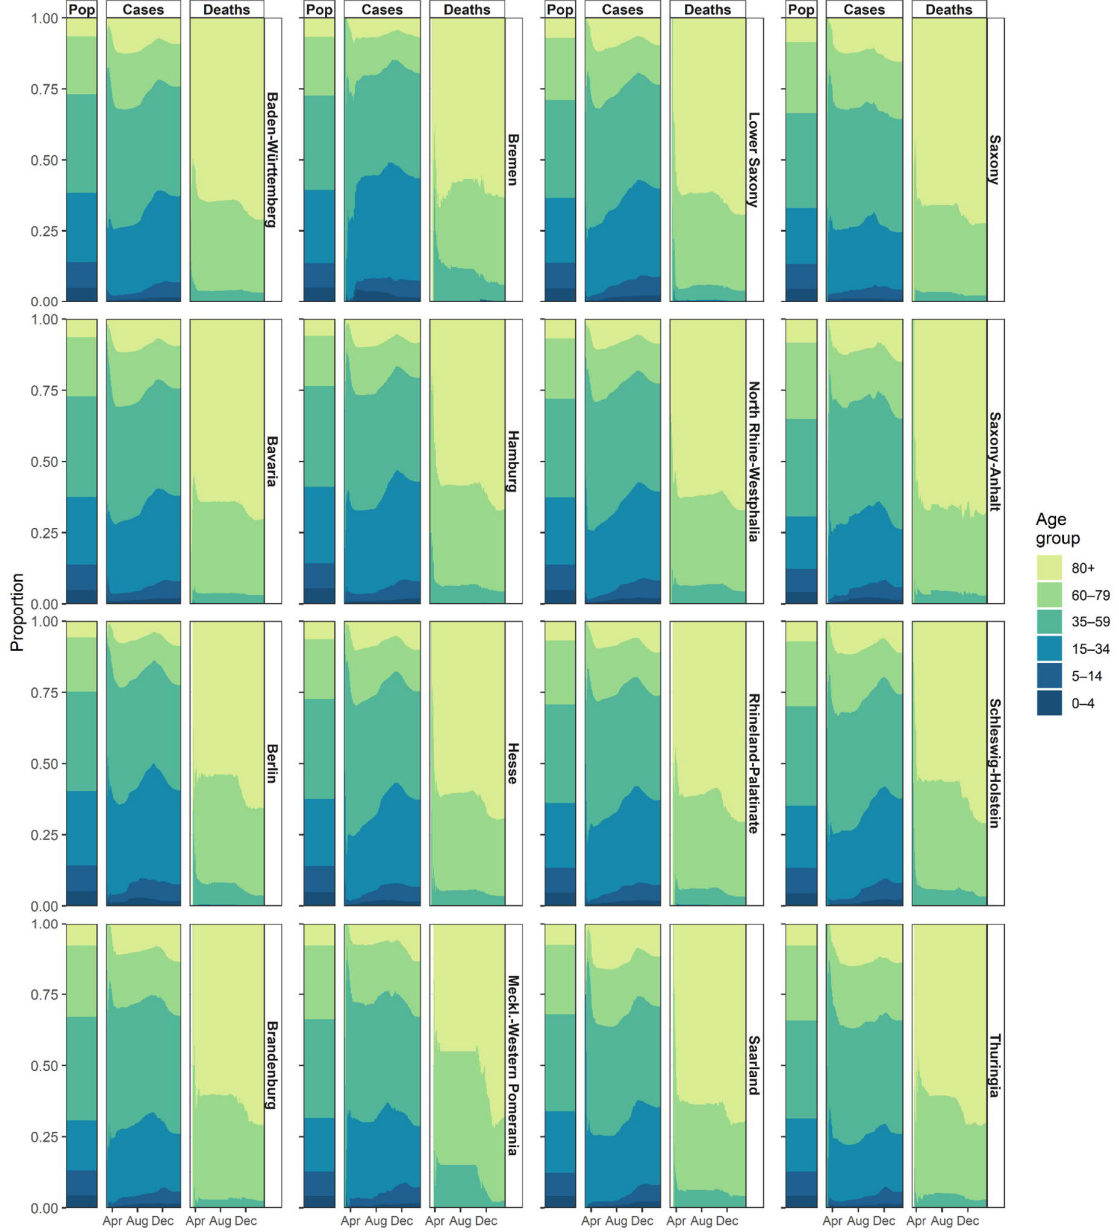 Pop Cases Deaths Pop Cases Deaths Pop Cases Deaths Pop Cases Deaths
1.00
0.75
0.50
0.25
0.00
Baden-Württemberg
Bremen
Lower Saxony
Saxony
1.00
0.75
0.50
0.25
0.00
Bavaria
Hamburg
North Rhine-Westphalia
Saxony-Anhalt
1.00
0.75
0.50
0.25
0.00
Berlin
Hesse
Rhineland-Palatinate
Schleswig-Holstein
1.00
0.75
0.50
0.25
0.00
Brandenburg
Meckl.-Western Pomerania
Saarland
Thuringia
Apr Aug Dec Apr Aug Dec Apr Aug Dec Apr Aug Dec Apr Aug Dec Apr Aug Dec Apr Aug Dec Apr Aug Dec
Proportion
Age
group
80+
60–79
35–59
15–34
5–14
0–4